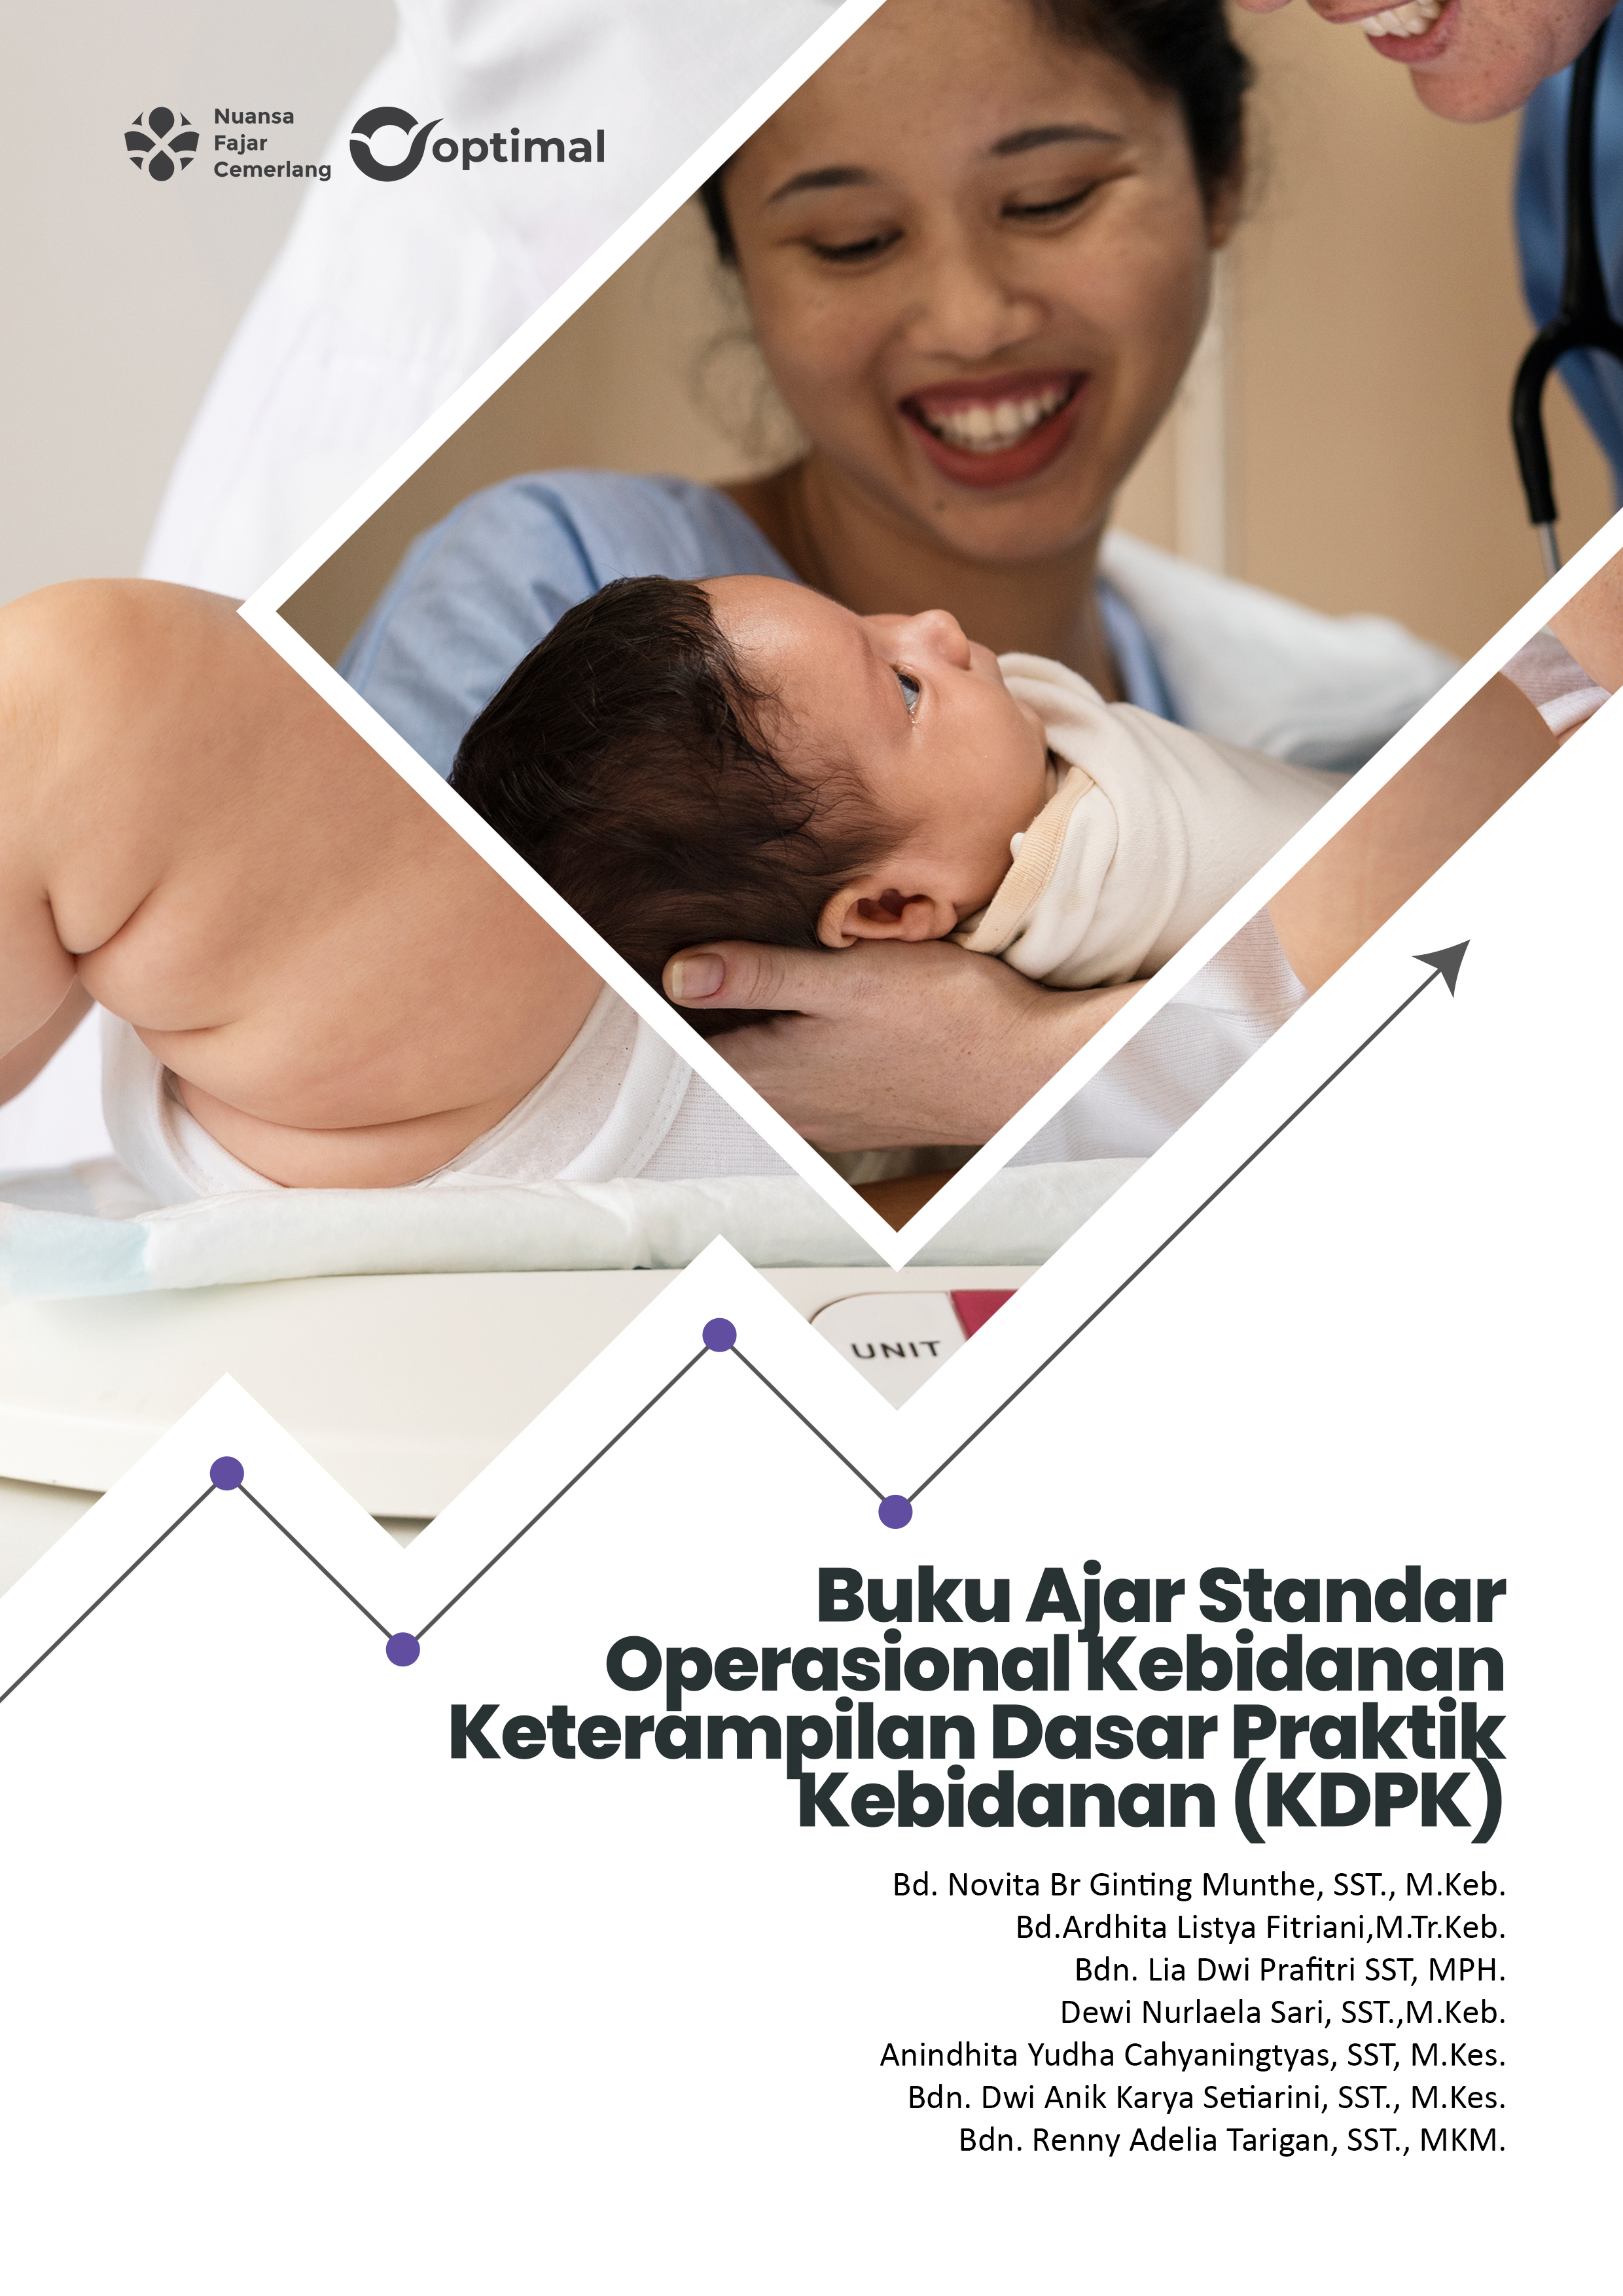 Nuansa
Fajar
Cemerlang
optimal
UNIT
Buku Ajar Standar
Operasional Kebidanan
Keterampilan Dasar Praktik
Kebidanan (KDPK)
Bd. Novita Br Ginting Munthe, SST., M.Keb.
Bd.Ardhita Listya Fitriani,M.Tr.Keb.
Bdn. Lia Dwi Prafitri SST, MPH.
Dewi Nurlaela Sari, SST.,M.Keb.
Anindhita Yudha Cahyaningtyas, SST, M.Kes.
Bdn. Dwi Anik Karya Setiarini, SST., M.Kes.
Bdn. Renny Adelia Tarigan, SST., MKM.